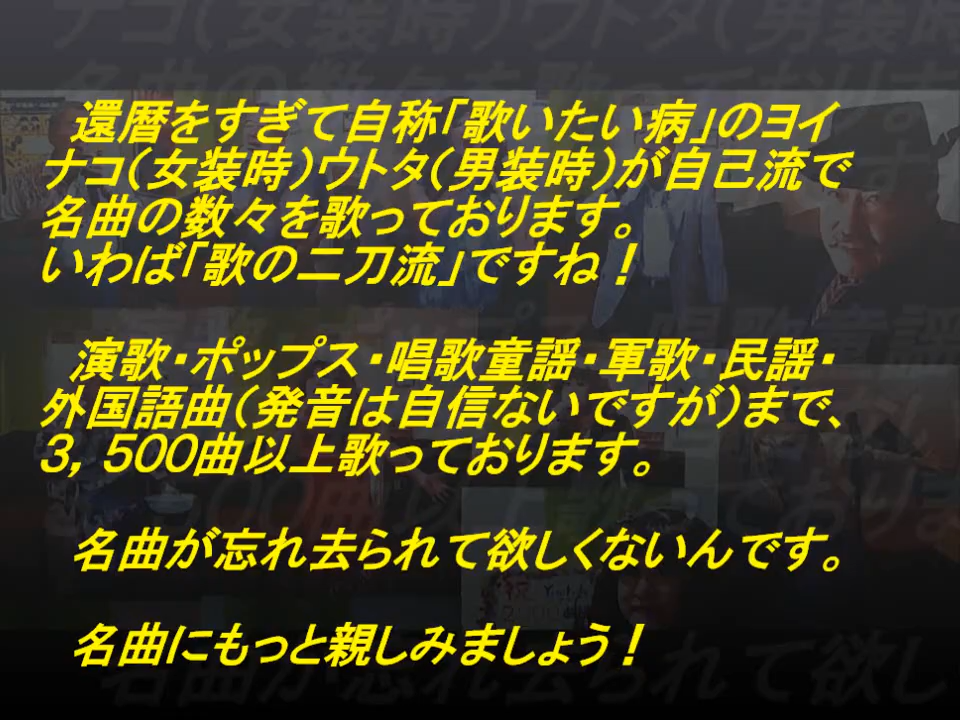 還暦をすぎて自称「歌いたい病」のヨイ
ナコ（女装時）ウトタ（男装時）が自己流で
名曲の数々を歌っております。
いわば「歌の二刀流」ですね！
演歌・ポップス・唱歌童謡・軍歌・民謡・
外国語曲（発音は自信ないですが）まで、
３，５００曲以上歌っております。
名曲が忘れ去られて欲しくないんです。
名曲にもっと親しみましょう！